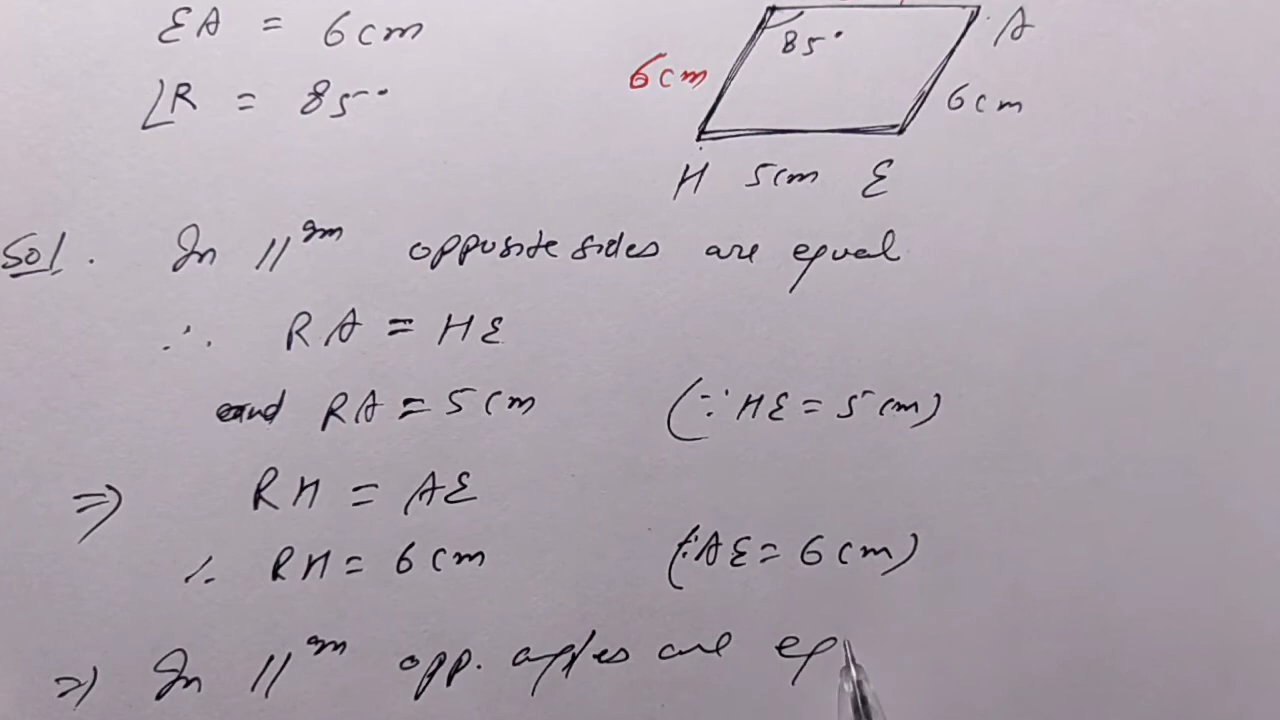 EA = 6cm
∠R = 85°
85°
A
6cm
6cm
H 5cm E
Sol. In ||gm opposite sides are equal
∴ RA = HE
and RA = 5cm (∵ HE = 5cm)
⇒ RH = AE
∴ RH = 6cm (∵ AE = 6cm)
⇒) In ||gm opp. angles are eq